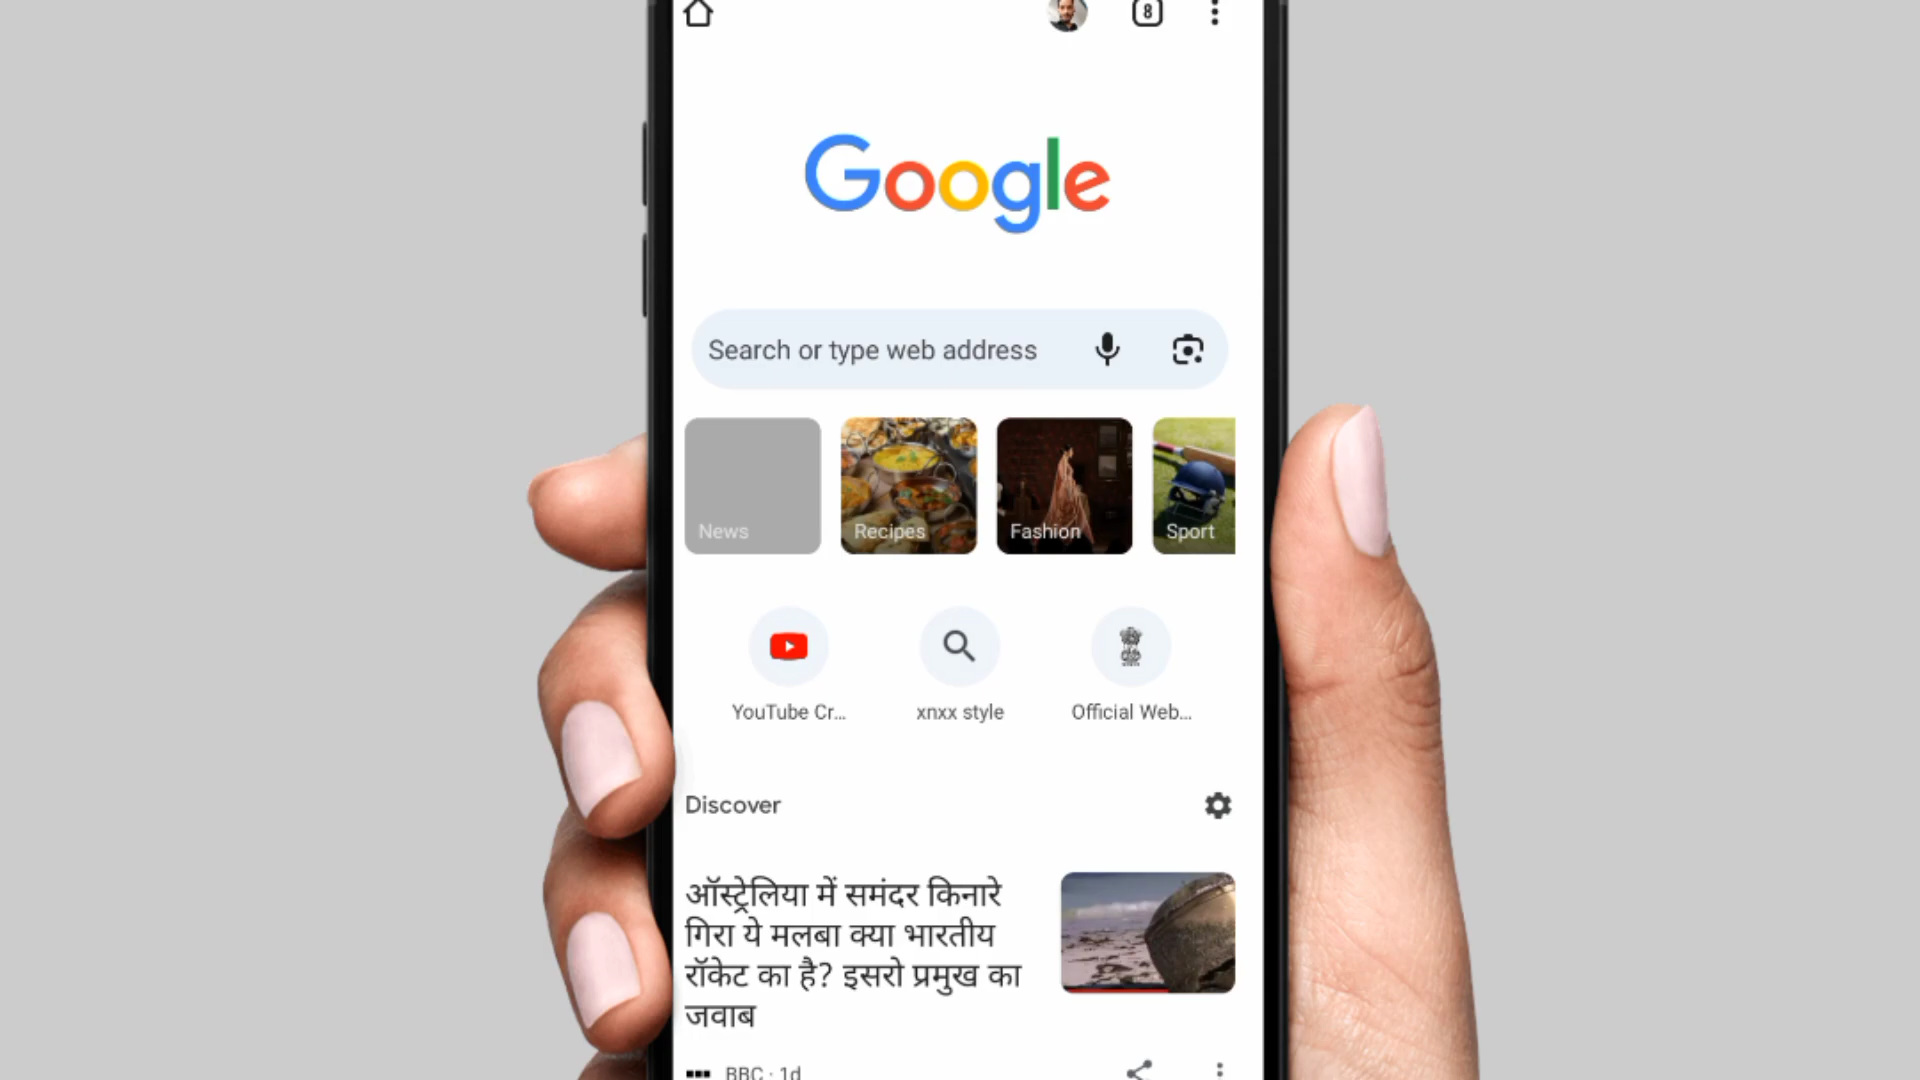 8
Google
Search or type web address
News
Recipes
Fashion
Sport
YouTube Cr...
xnxx style
Official Web...
Discover
ऑस्ट्रेलिया में समंदर किनारे
गिरा ये मलबा क्या भारतीय
रॉकेट का है? इसरो प्रमुख का
जवाब
BBC · 1d